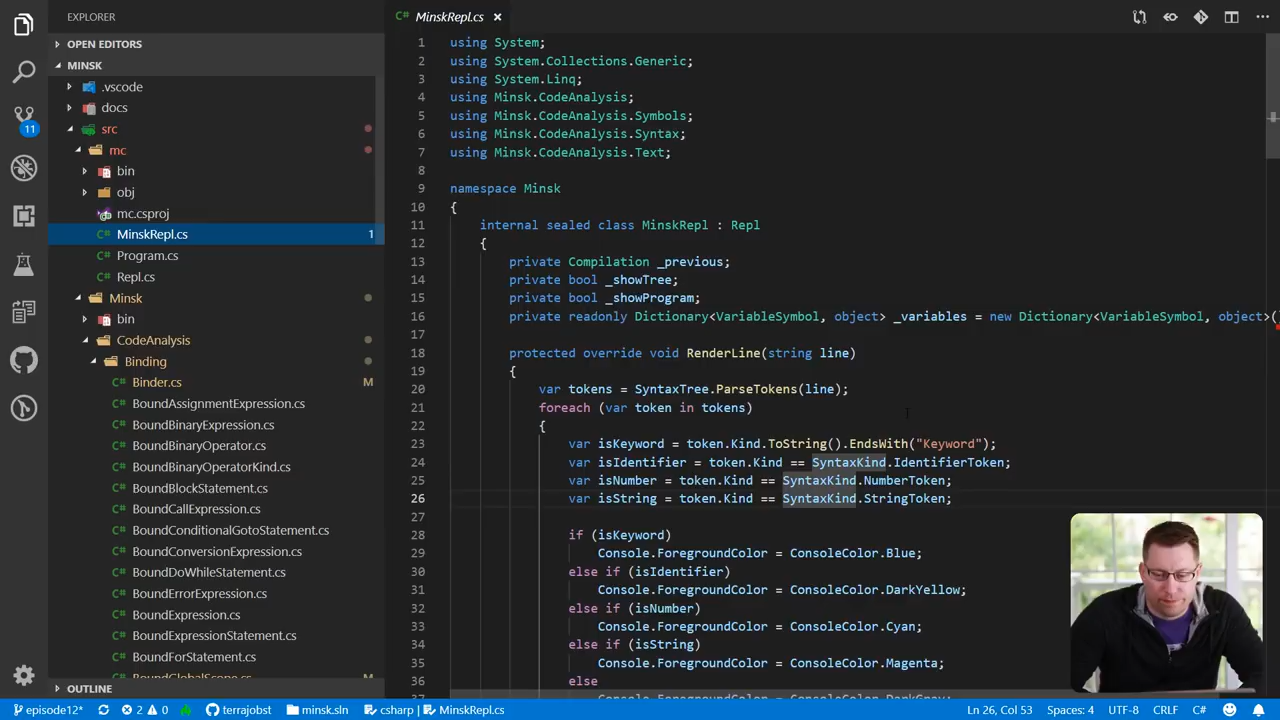 EXPLORER
OPEN EDITORS
MINSK
.vscode
docs
src
mc
bin
obj
mc.csproj
MinskRepl.cs
1
Program.cs
Repl.cs
Minsk
bin
CodeAnalysis
Binding
Binder.cs
M
BoundAssignmentExpression.cs
BoundBinaryExpression.cs
BoundBinaryOperator.cs
BoundBinaryOperatorKind.cs
BoundBlockStatement.cs
BoundCallExpression.cs
BoundConditionalGotoStatement.cs
BoundConversionExpression.cs
BoundDoWhileStatement.cs
BoundErrorExpression.cs
BoundExpression.cs
BoundExpressionStatement.cs
BoundForStatement.cs
BoundGlobalScope.cs
OUTLINE
11
MinskRepl.cs
1 using System;
2 using System.Collections.Generic;
3 using System.Linq;
4 using Minsk.CodeAnalysis;
5 using Minsk.CodeAnalysis.Symbols;
6 using Minsk.CodeAnalysis.Syntax;
7 using Minsk.CodeAnalysis.Text;
8
9 namespace Minsk
10 {
11 internal sealed class MinskRepl : Repl
12 {
13 private Compilation _previous;
14 private bool _showTree;
15 private bool _showProgram;
16 private readonly Dictionary<VariableSymbol, object> _variables = new Dictionary<VariableSymbol, object>(
17
18 protected override void RenderLine(string line)
19 {
20 var tokens = SyntaxTree.ParseTokens(line);
21 foreach (var token in tokens)
22 {
23 var isKeyword = token.Kind.ToString().EndsWith("Keyword");
24 var isIdentifier = token.Kind == SyntaxKind.IdentifierToken;
25 var isNumber = token.Kind == SyntaxKind.NumberToken;
26 var isString = token.Kind == SyntaxKind.StringToken;
27
28 if (isKeyword)
29 Console.ForegroundColor = ConsoleColor.Blue;
30 else if (isIdentifier)
31 Console.ForegroundColor = ConsoleColor.DarkYellow;
32 else if (isNumber)
33 Console.ForegroundColor = ConsoleColor.Cyan;
34 else if (isString)
35 Console.ForegroundColor = ConsoleColor.Magenta;
36 else
37 Console.ForegroundColor = ConsoleColor.DarkGray;
episode12* 2 0 terrajobst minsk.sln csharp | MinskRepl.cs Ln 26, Col 53 Spaces: 4 UTF-8 CRLF C#